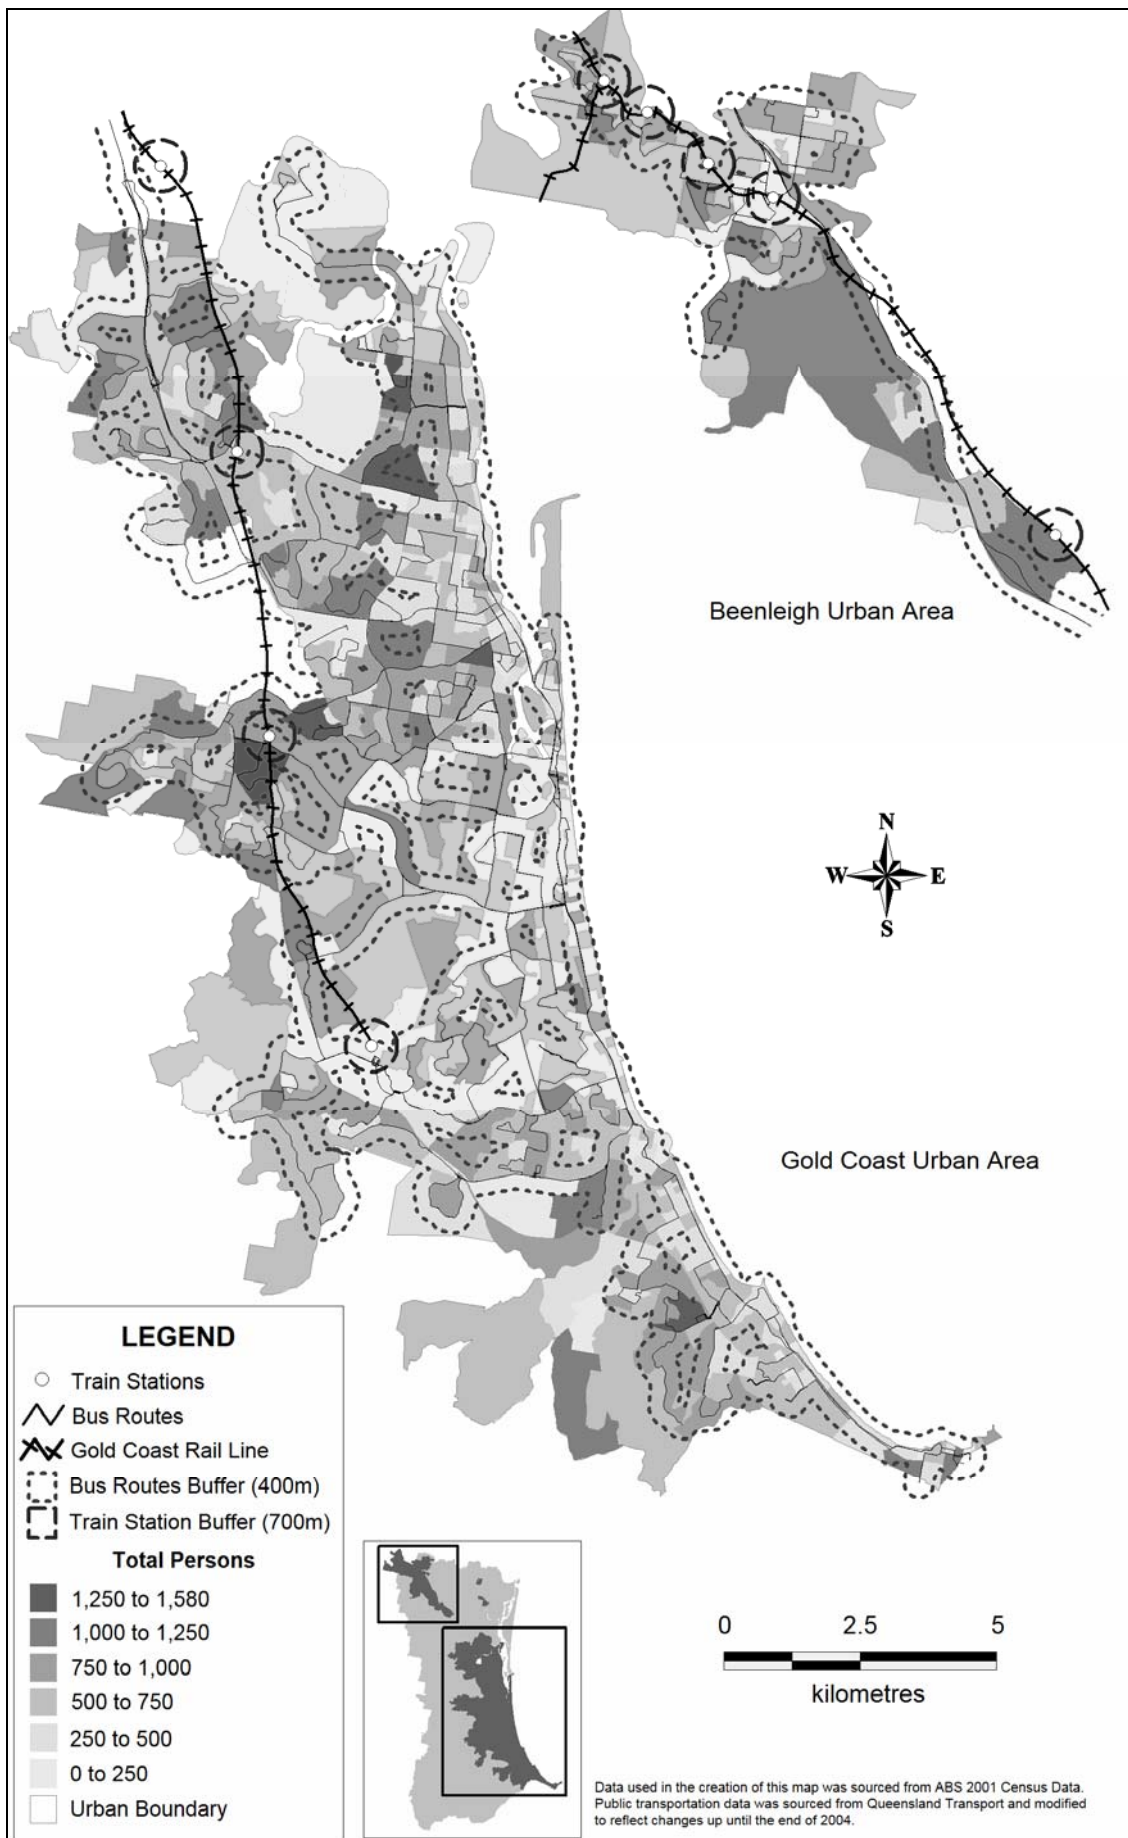 Beenleigh Urban Area
N
W E
S
Gold Coast Urban Area
LEGEND
Train Stations
Bus Routes
Gold Coast Rail Line
Bus Routes Buffer (400m)
Train Station Buffer (700m)
Total Persons
1,250 to 1,580
1,000 to 1,250
750 to 1,000
500 to 750
250 to 500
0 to 250
Urban Boundary
0 2.5 5
kilometres
Data used in the creation of this map was sourced from ABS 2001 Census Data.
Public transportation data was sourced from Queensland Transport and modified
to reflect changes up until the end of 2004.